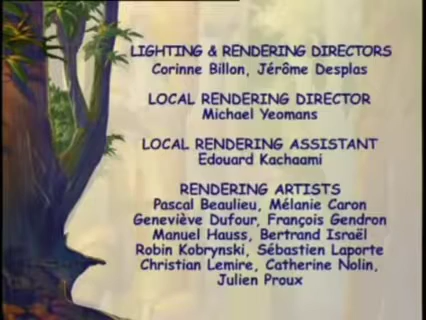 LIGHTING & RENDERING DIRECTORS
Corinne Billon, Jérôme Desplas
LOCAL RENDERING DIRECTOR
Michael Yeomans
LOCAL RENDERING ASSISTANT
Edouard Kachaami
RENDERING ARTISTS
Pascal Beaulieu, Mélanie Caron
Geneviève Dufour, François Gendron
Manuel Hauss, Bertrand Israël
Robin Kobrynski, Sébastien Laporte
Christian Lemire, Catherine Nolin,
Julien Proux